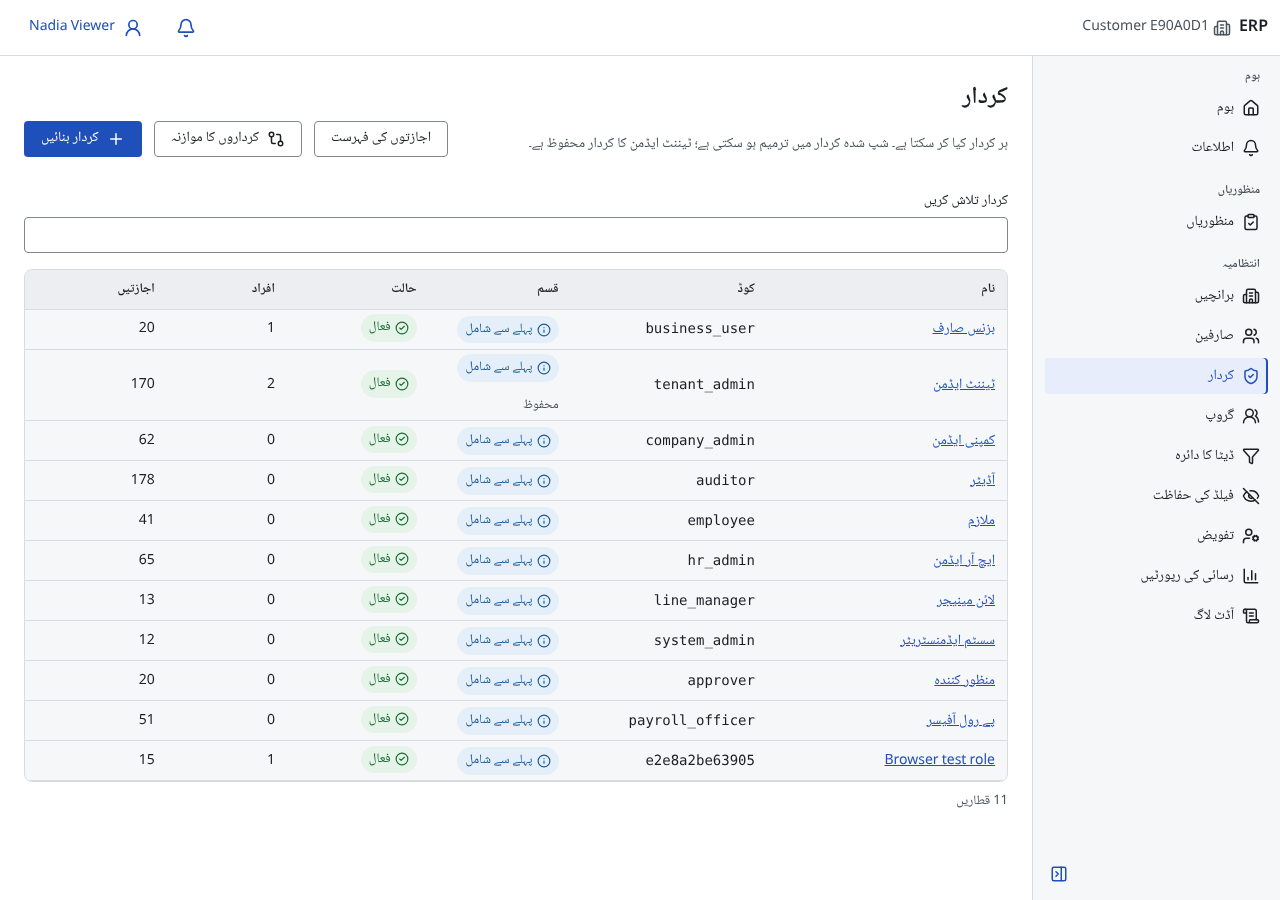 ERP
Customer E90A0D1
Nadia Viewer
ہوم
ہوم
اطلاعات
منظوریاں
منظوریاں
انتظامیہ
برانچیں
صارفین
کردار
گروپ
ڈیٹا کا دائرہ
فیلڈ کی حفاظت
تفویض
رسائی کی رپورٹیں
آڈٹ لاگ
کردار
ہر کردار کیا کر سکتا ہے۔ شپ شدہ کردار میں ترمیم ہو سکتی ہے؛ ٹیننٹ ایڈمن کا کردار محفوظ ہے۔
اجازتوں کی فہرست
کرداروں کا موازنہ
کردار بنائیں
کردار تلاش کریں
نام کوڈ قسم حالت افراد اجازتیں
بزنس صارف business_user پہلے سے شامل فعال 1 20
ٹیننٹ ایڈمن tenant_admin پہلے سے شامل محفوظ فعال 2 170
کمپنی ایڈمن company_admin پہلے سے شامل فعال 0 62
آڈیٹر auditor پہلے سے شامل فعال 0 178
ملازم employee پہلے سے شامل فعال 0 41
ایچ آر ایڈمن hr_admin پہلے سے شامل فعال 0 65
لائن مینیجر line_manager پہلے سے شامل فعال 0 13
سسٹم ایڈمنسٹریٹر system_admin پہلے سے شامل فعال 0 12
منظور کنندہ approver پہلے سے شامل فعال 0 20
پے رول آفیسر payroll_officer پہلے سے شامل فعال 0 51
Browser test role e2e8a2be63905 پہلے سے شامل فعال 1 15
11 قطاریں